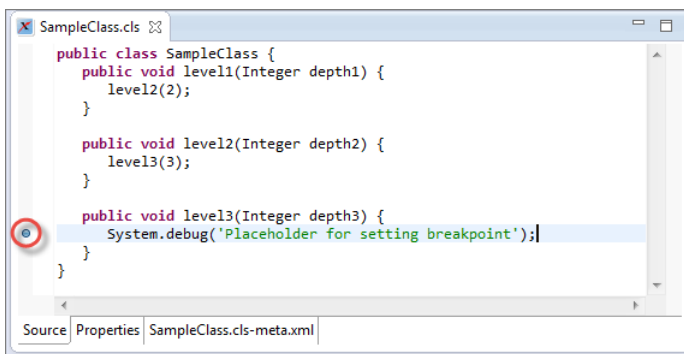 SampleClass.cls
public class SampleClass {
public void level1(Integer depth1) {
level2(2);
}
public void level2(Integer depth2) {
level3(3);
}
public void level3(Integer depth3) {
System.debug('Placeholder for setting breakpoint');
}
}
Source Properties SampleClass.cls-meta.xml